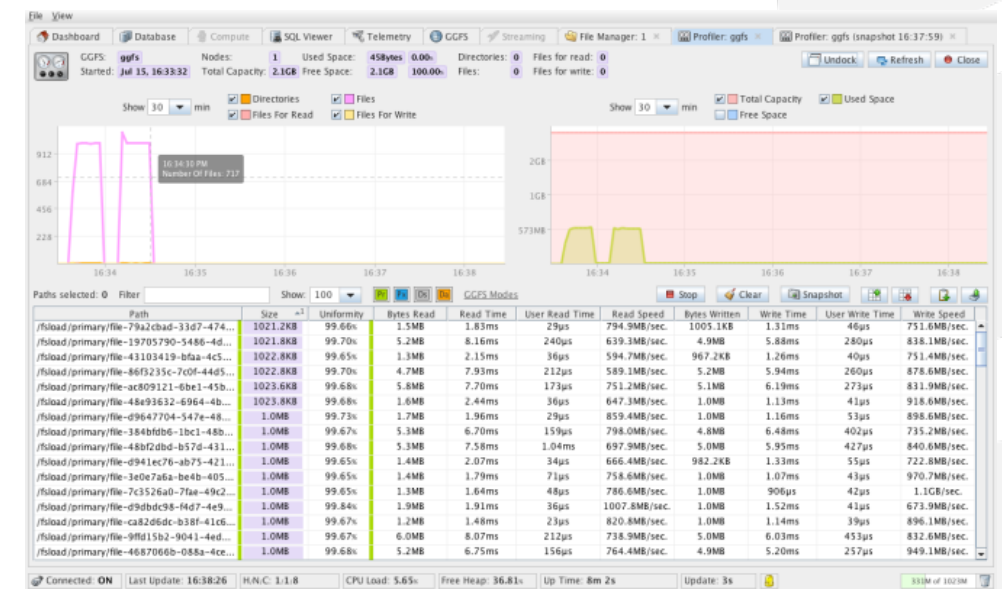 File View
Dashboard Database Compute SQL Viewer Telemetry GGFS Streaming File Manager: 1 Profiler: ggfs Profiler: ggfs (snapshot 16:37:59)
GGFS: ggfs Nodes: 1 Used Space: 458ytes 0.00% Directories: 0 Files for read: 0 Undock Refresh Close
Started: Jul 15, 16:33:32 Total Capacity: 2.1GB Free Space: 2.1GB 100.00% Files: 0 Files for write: 0
Show 30 min Directories Files Files For Read Files For Write
Show 30 min Total Capacity Used Space Free Space
912
684
456
228
16:34:10 PM
Number Of Files: 717
16:34 16:35 16:36 16:37 16:38
2GB
1GB
573MB
16:34 16:35 16:36 16:37 16:38
Paths selected: 0 Filter Show: 100 Pr Px Ds Da GGFS Modes Stop Clear Snapshot
Path Size Uniformity Bytes Read Read Time User Read Time Read Speed Bytes Written Write Time User Write Time Write Speed
/fsload/primary/file-79a2cbad-33d7-474... 1021.2KB 99.66% 1.5MB 1.83ms 29µs 794.9MB/sec. 1005.1KB 1.31ms 46µs 751.6MB/sec.
/fsload/primary/file-19705790-5486-4d... 1021.8KB 99.70% 5.2MB 8.16ms 240µs 639.3MB/sec. 4.9MB 5.88ms 280µs 838.1MB/sec.
/fsload/primary/file-43103419-bfaa-4c5... 1022.8KB 99.65% 1.3MB 2.15ms 36µs 594.7MB/sec. 967.2KB 1.26ms 40µs 751.4MB/sec.
/fsload/primary/file-86f3235c-7c0f-44d5... 1022.8KB 99.70% 4.7MB 7.93ms 212µs 589.1MB/sec. 5.2MB 5.94ms 260µs 878.6MB/sec.
/fsload/primary/file-ac809121-6be1-45b... 1023.6KB 99.68% 5.8MB 7.70ms 173µs 751.2MB/sec. 5.1MB 6.19ms 273µs 831.9MB/sec.
/fsload/primary/file-48e93632-6964-4b... 1023.8KB 99.68% 1.6MB 2.44ms 36µs 647.3MB/sec. 1.0MB 1.13ms 41µs 918.6MB/sec.
/fsload/primary/file-d9647704-547e-48... 1.0MB 99.73% 1.7MB 1.96ms 29µs 859.4MB/sec. 1.0MB 1.16ms 53µs 898.6MB/sec.
/fsload/primary/file-384bfdb6-1bc1-48b... 1.0MB 99.67% 5.3MB 6.70ms 159µs 798.0MB/sec. 4.8MB 6.48ms 402µs 735.2MB/sec.
/fsload/primary/file-48bf2dbd-b57d-431... 1.0MB 99.68% 5.3MB 7.58ms 1.04ms 697.9MB/sec. 5.0MB 5.95ms 427µs 840.6MB/sec.
/fsload/primary/file-d941ec76-ab75-421... 1.0MB 99.65% 1.4MB 2.07ms 34µs 666.4MB/sec. 982.2KB 1.33ms 55µs 722.8MB/sec.
/fsload/primary/file-3e0e7a6a-be4b-405... 1.0MB 99.65% 1.4MB 1.79ms 71µs 758.6MB/sec. 1.0MB 1.07ms 43µs 970.7MB/sec.
/fsload/primary/file-7c3526a0-7fae-49c2... 1.0MB 99.65% 1.3MB 1.64ms 48µs 786.6MB/sec. 1.0MB 906µs 42µs 1.1GB/sec.
/fsload/primary/file-d9dbdc98-f4d7-4e9... 1.0MB 99.84% 1.9MB 1.91ms 36µs 1007.8MB/sec. 1.0MB 1.52ms 41µs 673.9MB/sec.
/fsload/primary/file-ca82d6dc-b38f-41c6... 1.0MB 99.67% 1.2MB 1.48ms 23µs 820.8MB/sec. 1.0MB 1.14ms 39µs 896.1MB/sec.
/fsload/primary/file-9ffd15b2-9041-4ed... 1.0MB 99.67% 6.0MB 8.07ms 212µs 738.9MB/sec. 5.0MB 6.03ms 453µs 832.6MB/sec.
/fsload/primary/file-4687066b-088a-4ce... 1.0MB 99.68% 5.2MB 6.75ms 156µs 764.4MB/sec. 4.9MB 5.20ms 257µs 949.1MB/sec.
Connected: ON Last Update: 16:38:26 H:N:C: 1:1:8 CPU Load: 5.65% Free Heap: 36.81% Up Time: 8m 2s Update: 3s 331M of 1023M